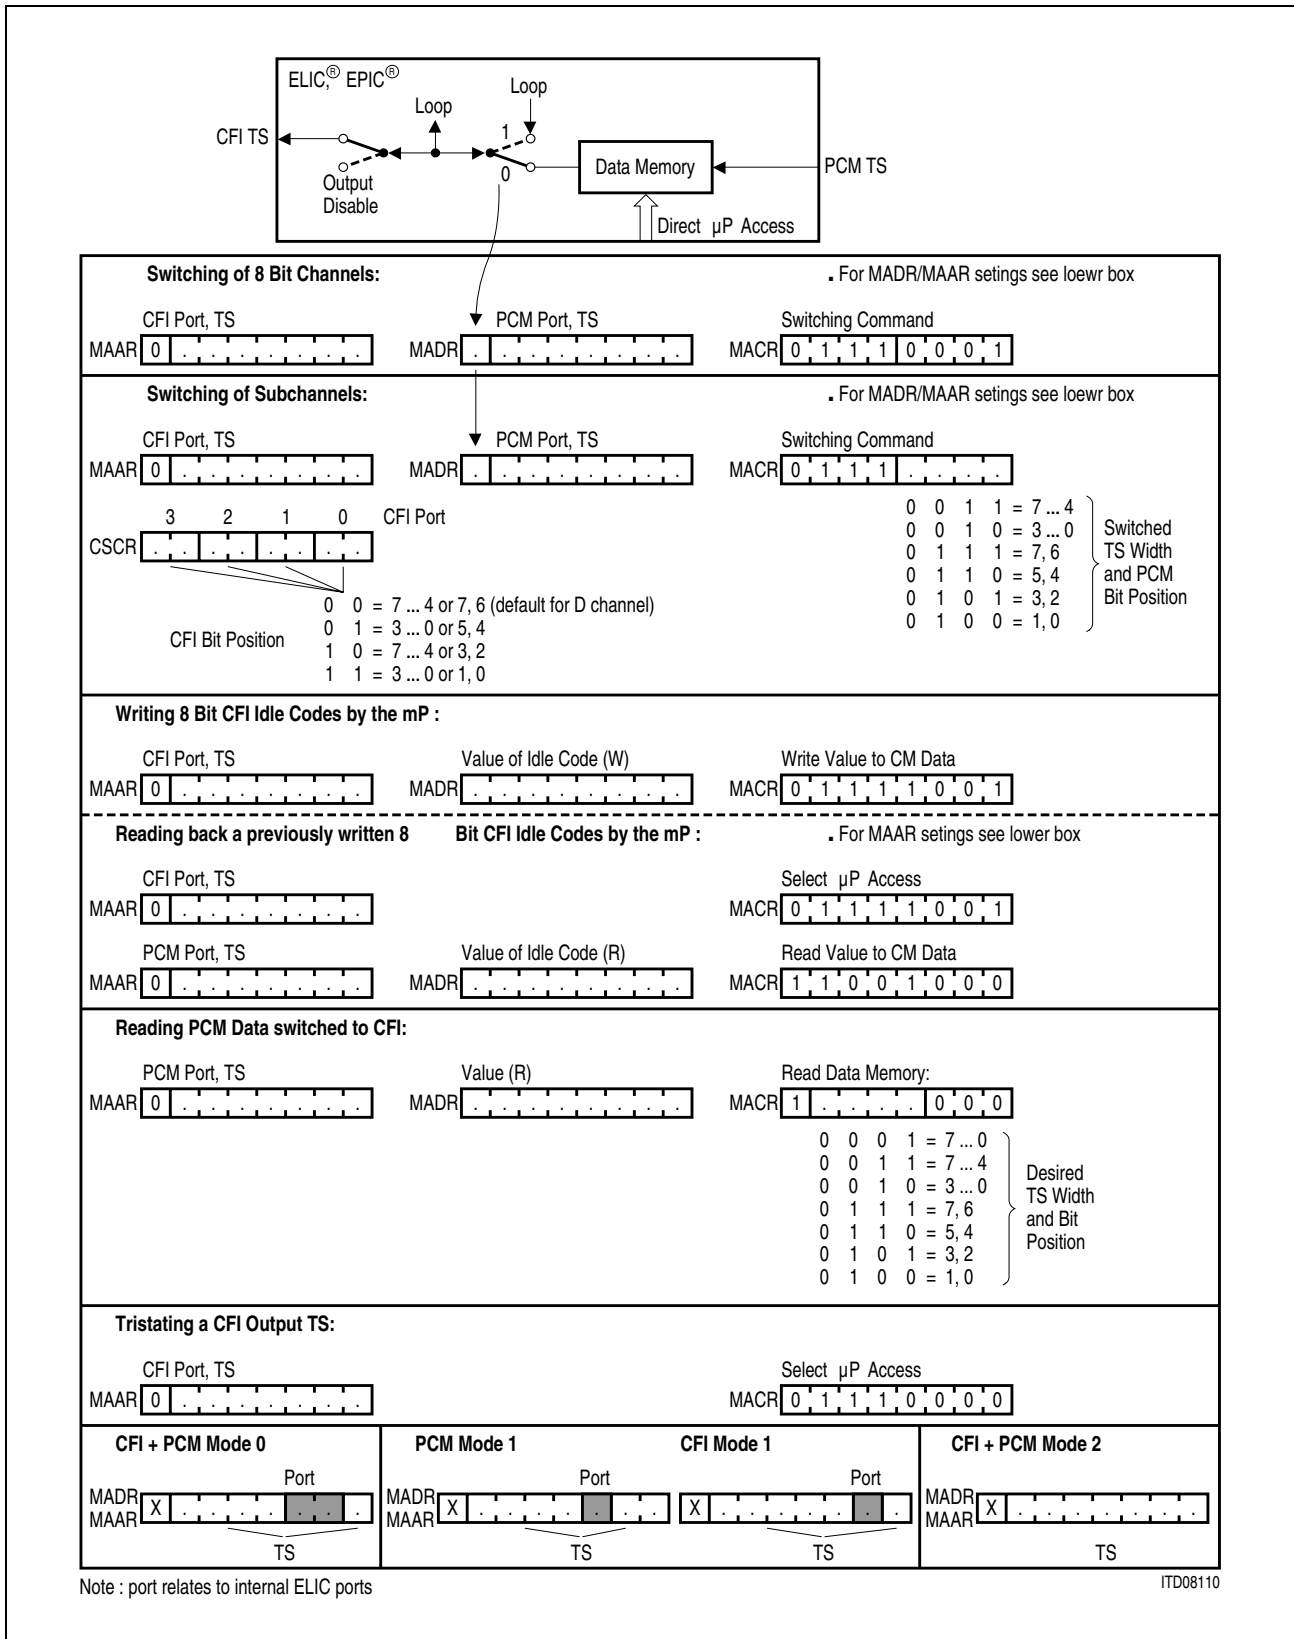 ELIC,® EPIC®
Loop
Loop
CFI TS
1
0
Output
Disable
Data Memory
PCM TS
Direct µP Access
Switching of 8 Bit Channels:
. For MADR/MAAR setings see loewr box
CFI Port, TS
PCM Port, TS
Switching Command
MAAR 0 . . . . . . .
MADR . . . . . . . .
MACR 0 1 1 1 0 0 0 1
Switching of Subchannels:
. For MADR/MAAR setings see loewr box
CFI Port, TS
PCM Port, TS
Switching Command
MAAR 0 . . . . . . .
MADR . . . . . . . .
MACR 0 1 1 1 . . . .
3 2 1 0 CFI Port
CSCR . . . . . . . .
0 0 = 7 ... 4 or 7, 6 (default for D channel)
0 1 = 3 ... 0 or 5, 4
1 0 = 7 ... 4 or 3, 2
1 1 = 3 ... 0 or 1, 0
CFI Bit Position
0 0 1 1 = 7 ... 4
0 0 1 0 = 3 ... 0
0 1 1 1 = 7, 6
0 1 1 0 = 5, 4
0 1 0 1 = 3, 2
0 1 0 0 = 1, 0
Switched
TS Width
and PCM
Bit Position
Writing 8 Bit CFI Idle Codes by the mP :
CFI Port, TS
Value of Idle Code (W)
Write Value to CM Data
MAAR 0 . . . . . . .
MADR . . . . . . . .
MACR 0 1 1 1 1 0 0 1
Reading back a previously written 8 Bit CFI Idle Codes by the mP :
. For MAAR setings see lower box
CFI Port, TS
Select µP Access
MAAR 0 . . . . . . .
MACR 0 1 1 1 1 0 0 1
PCM Port, TS
Value of Idle Code (R)
Read Value to CM Data
MAAR 0 . . . . . . .
MADR . . . . . . . .
MACR 1 1 0 0 1 0 0 0
Reading PCM Data switched to CFI:
PCM Port, TS
Value (R)
Read Data Memory:
MAAR 0 . . . . . . .
MADR . . . . . . . .
MACR 1 . . . . 0 0 0
0 0 0 1 = 7 ... 0
0 0 1 1 = 7 ... 4
0 0 1 0 = 3 ... 0
0 1 1 1 = 7, 6
0 1 1 0 = 5, 4
0 1 0 1 = 3, 2
0 1 0 0 = 1, 0
Desired
TS Width
and Bit
Position
Tristating a CFI Output TS:
CFI Port, TS
Select µP Access
MAAR 0 . . . . . . .
MACR 0 1 1 1 0 0 0 0
CFI + PCM Mode 0
Port
MADR
MAAR
X . . . . . . .
TS
PCM Mode 1
Port
MADR
MAAR
X . . . . . . .
TS
CFI Mode 1
Port
X . . . . . . .
TS
CFI + PCM Mode 2
MADR
MAAR
X . . . . . . .
TS
Note : port relates to internal ELIC ports
ITD08110